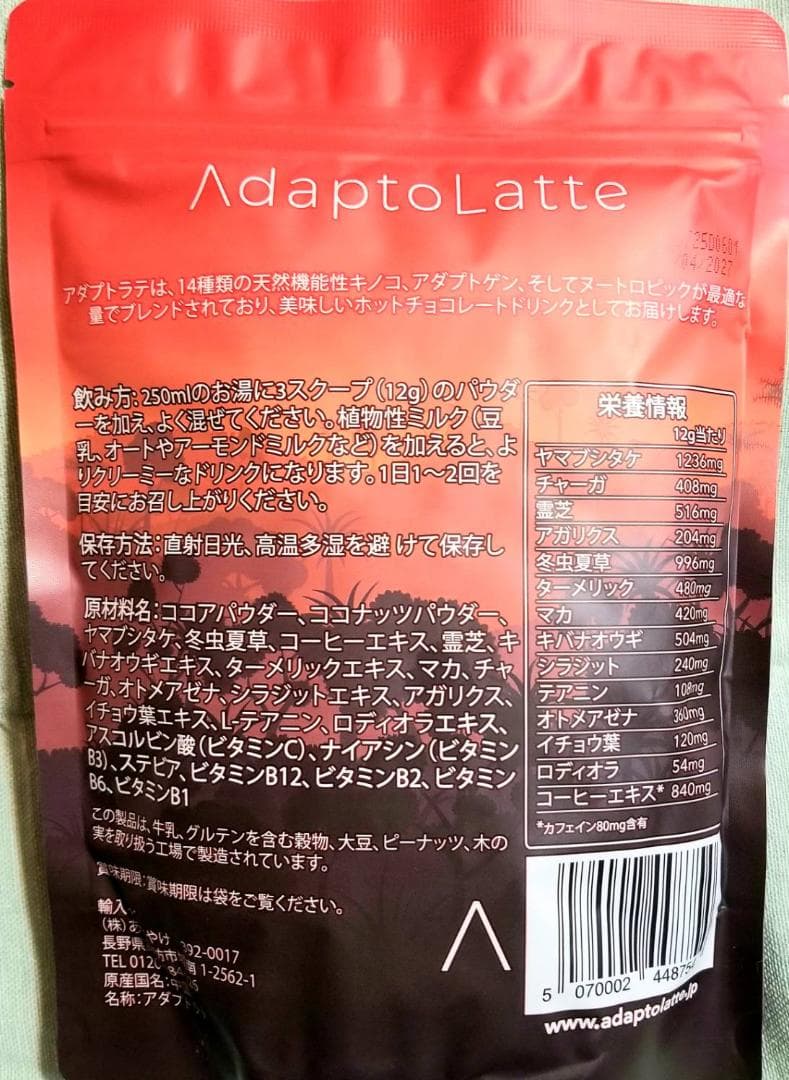 AdaptoLatte
25D0601
04/2027
アダプトラテは、14種類の天然機能性キノコ、アダプトゲン、そしてヌートロピックが最適な
量でブレンドされており、美味しいホットチョコレートドリンクとしてお届けします。
飲み方：250mlのお湯に3スクープ（12g）のパウダ
ーを加え、よく混ぜてください。植物性ミルク（豆
乳、オートやアーモンドミルクなど）を加えると、よ
りクリーミーなドリンクになります。1日1～2回を
目安にお召し上がりください。
保存方法：直射日光、高温多湿を避 けて保存し
てください。
原材料名：ココアパウダー、ココナッツパウダー、
ヤマブシタケ、冬虫夏草、コーヒーエキス、霊芝、キ
バナオウギエキス、ターメリックエキス、マカ、チャー
ガ、オトメアゼナ、シラジットエキス、アガリクス、
イチョウ葉エキス、L-テアニン、ロディオラエキス、
アスコルビン酸（ビタミンC）、ナイアシン（ビタミン
B3）、ステビア、ビタミンB12、ビタミンB2、ビタミン
B6、ビタミンB1
この製品は、牛乳、グルテンを含む穀物、大豆、ピーナッツ、木の
実を取り扱う工場で製造されています。
賞味期限：賞味期限は袋をご覧ください。
輸入
（株）あ やけ 392-0017
長野県 訪市 南 1-2562-1
TEL 012
原産国名：
名称：アダプト
栄養情報
12g当たり
ヤマブシタケ 1236mg
チャーガ 408mg
霊芝 516mg
アガリクス 204mg
冬虫夏草 996mg
ターメリック 480mg
マカ 420mg
キバナオウギ 504mg
シラジット 240mg
テアニン 108mg
オトメアゼナ 360mg
イチョウ葉 120mg
ロディオラ 54mg
コーヒーエキス* 840mg
*カフェイン80mg含有
5 070002 44875
www.adaptolatte.jp